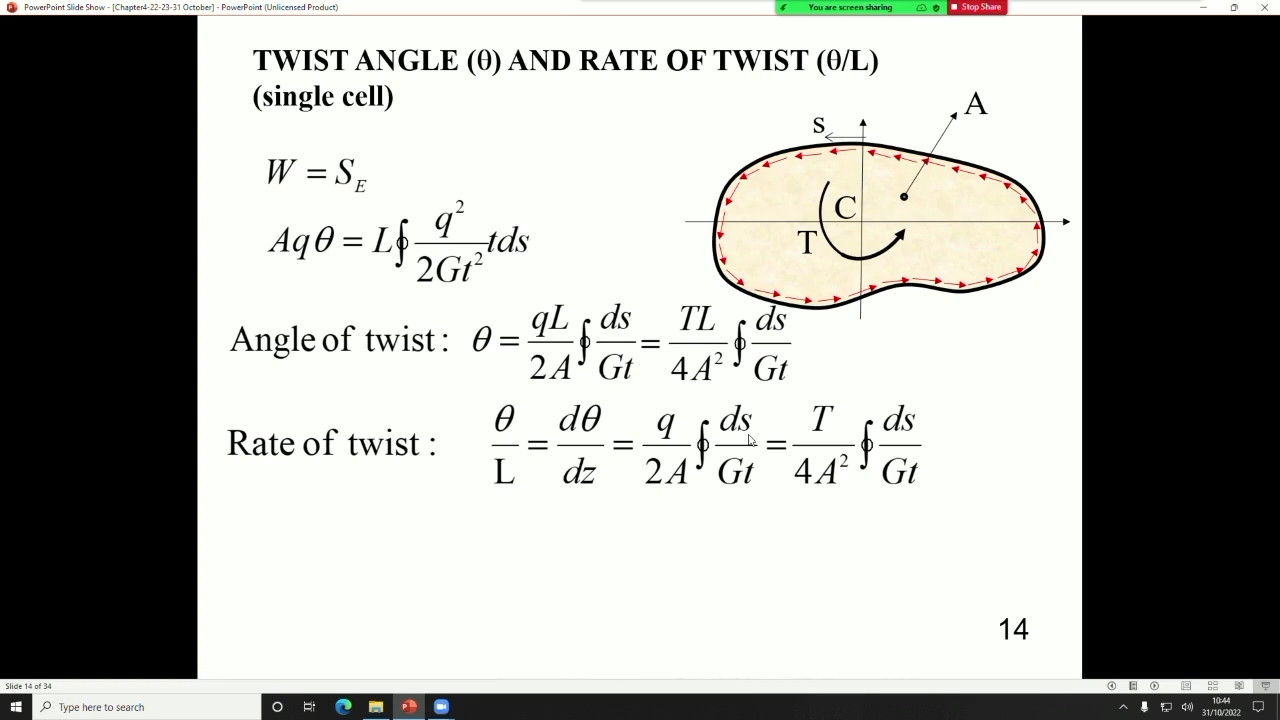 PowerPoint Slide Show - [Chapter4-22-23-31 October] - PowerPoint (Unlicensed Product)
You are screen sharing
Stop Share
TWIST ANGLE (θ) AND RATE OF TWIST (θ/L)
(single cell)
A
s
C
T
W = S_E
Aqθ = L∮ q²/2Gt² tds
Angle of twist : θ = qL/2A ∮ ds/Gt = TL/4A² ∮ ds/Gt
Rate of twist : θ/L = dθ/dz = q/2A ∮ ds/Gt = T/4A² ∮ ds/Gt
14
Slide 14 of 34
Type here to search
10:44
31/10/2022